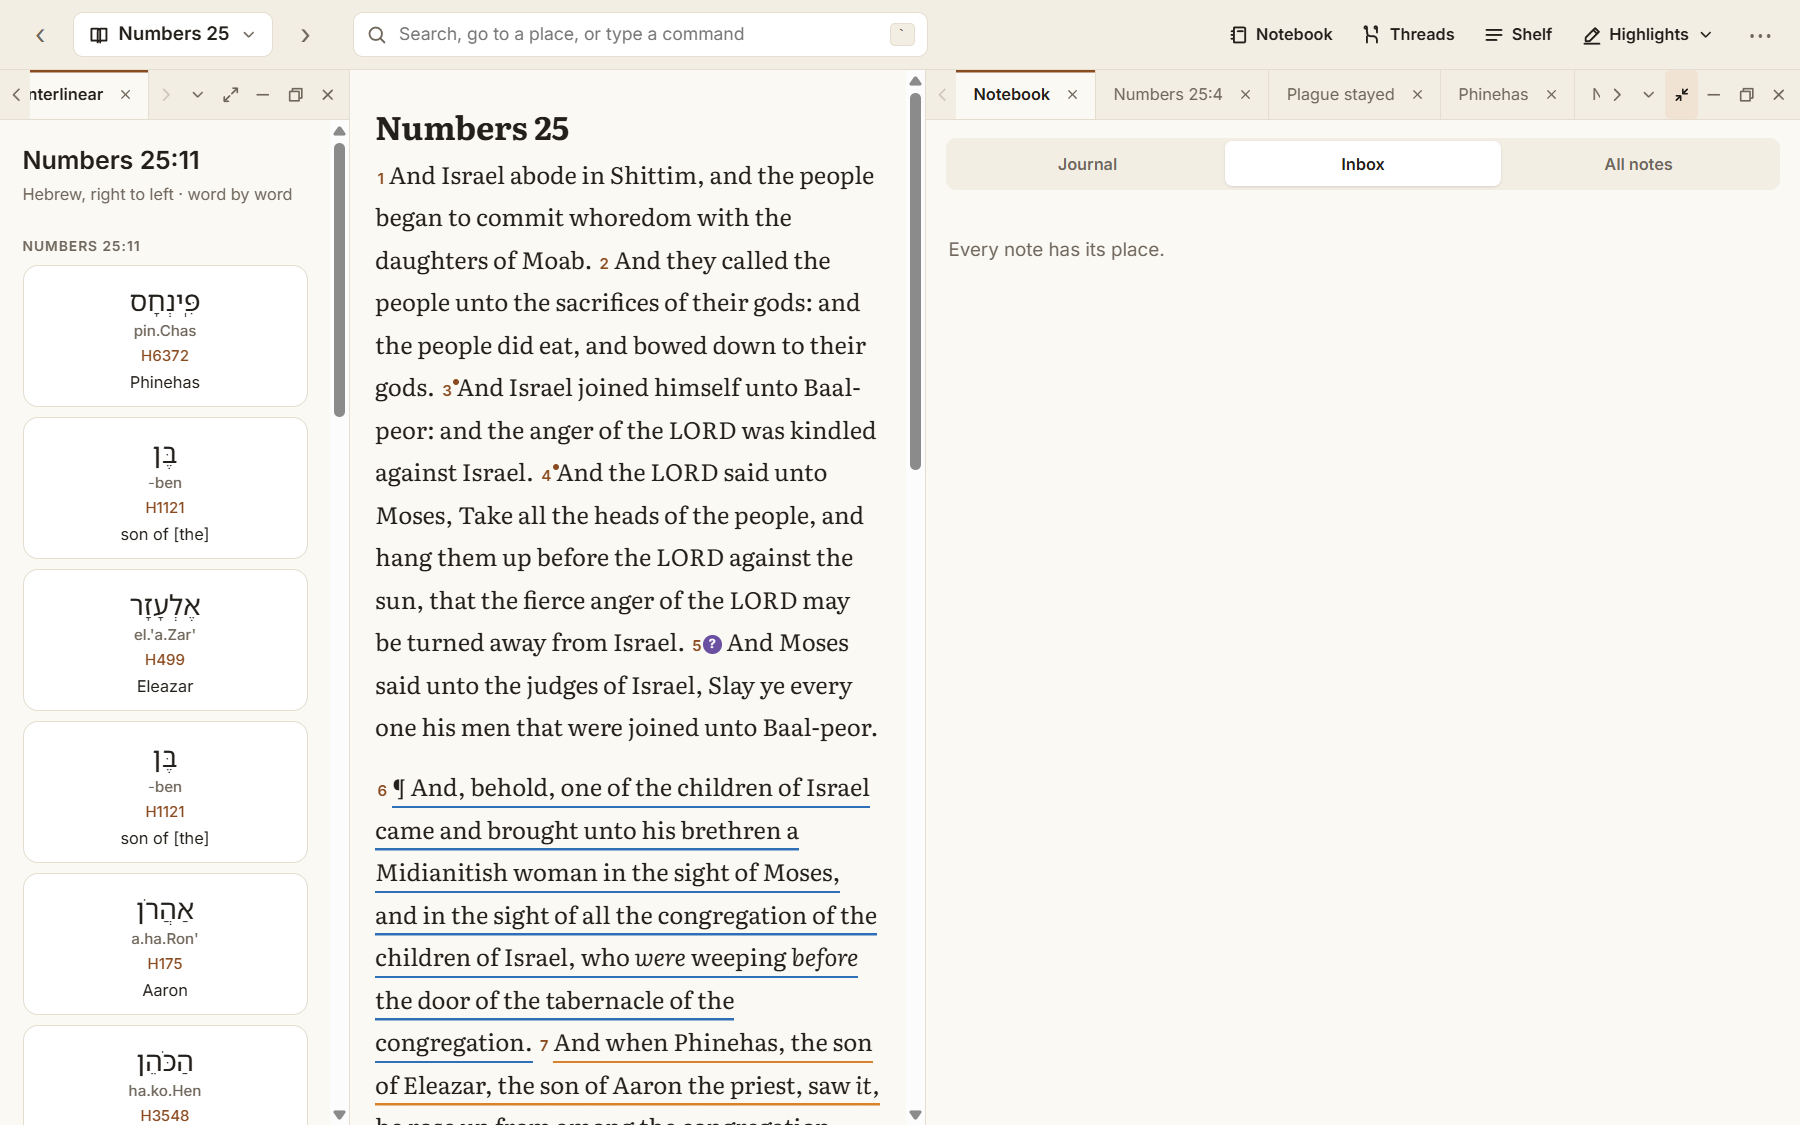 Numbers 25
Search, go to a place, or type a command
`
Notebook
Threads
Shelf
Highlights
nterlinear
Numbers 25:11
Hebrew, right to left · word by word
NUMBERS 25:11
פִּֽינְחָס
pin.Chas
H6372
Phinehas
בֶּן
-ben
H1121
son of [the]
אֶלְעָזָר
el.'a.Zar'
H499
Eleazar
בֶּן
-ben
H1121
son of [the]
אַהֲרֹן
a.ha.Ron'
H175
Aaron
הַכֹּהֵן
ha.ko.Hen
H3548
Numbers 25
1 And Israel abode in Shittim, and the people
began to commit whoredom with the
daughters of Moab. 2 And they called the
people unto the sacrifices of their gods: and
the people did eat, and bowed down to their
gods. 3 And Israel joined himself unto Baal-
peor: and the anger of the LORD was kindled
against Israel. 4 And the LORD said unto
Moses, Take all the heads of the people, and
hang them up before the LORD against the
sun, that the fierce anger of the LORD may
be turned away from Israel. 5 ? And Moses
said unto the judges of Israel, Slay ye every
one his men that were joined unto Baal-peor.
6 ¶ And, behold, one of the children of Israel
came and brought unto his brethren a
Midianitish woman in the sight of Moses,
and in the sight of all the congregation of the
children of Israel, who were weeping before
the door of the tabernacle of the
congregation. 7 And when Phinehas, the son
of Eleazar, the son of Aaron the priest, saw it,
he rose up from among the congregation
Notebook
Numbers 25:4
Plague stayed
Phinehas
Journal
Inbox
All notes
Every note has its place.